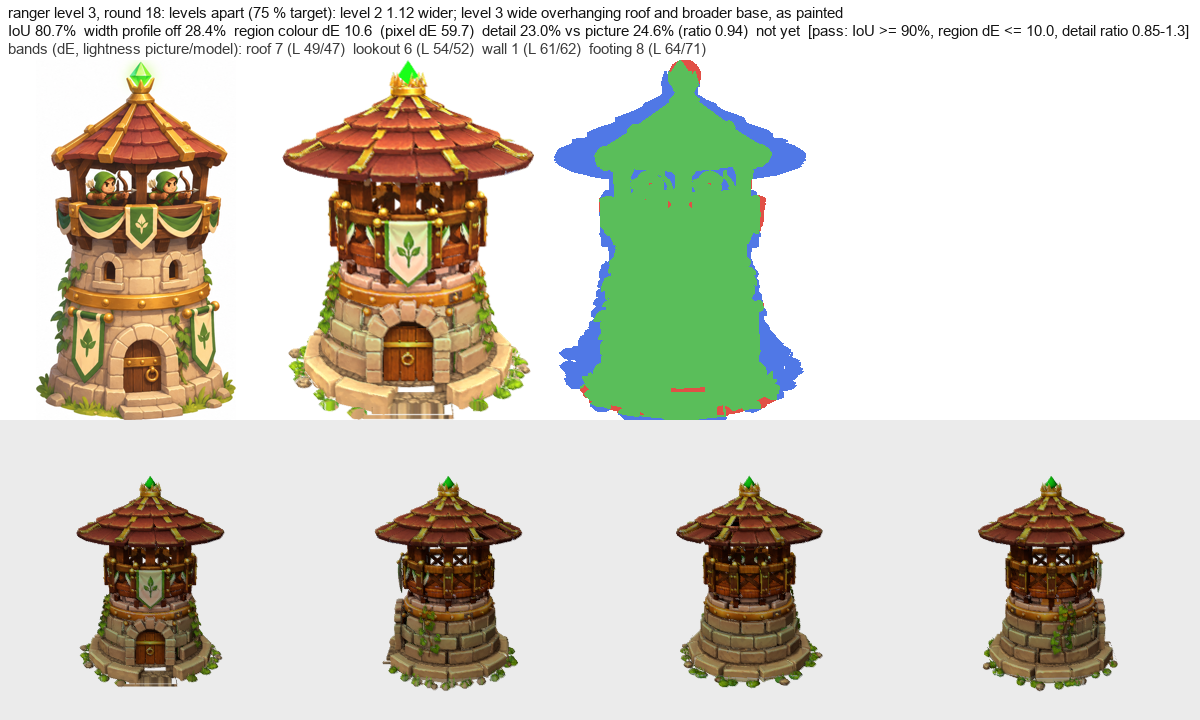 ranger level 3, round 18: levels apart (75 % target): level 2 1.12 wider; level 3 wide overhanging roof and broader base, as painted
IoU 80.7%  width profile off 28.4%  region colour dE 10.6  (pixel dE 59.7)  detail 23.0% vs picture 24.6% (ratio 0.94)  not yet  [pass: IoU >= 90%, region dE <= 10.0, detail ratio 0.85-1.3]
bands (dE, lightness picture/model): roof 7 (L 49/47)  lookout 6 (L 54/52)  wall 1 (L 61/62)  footing 8 (L 64/71)